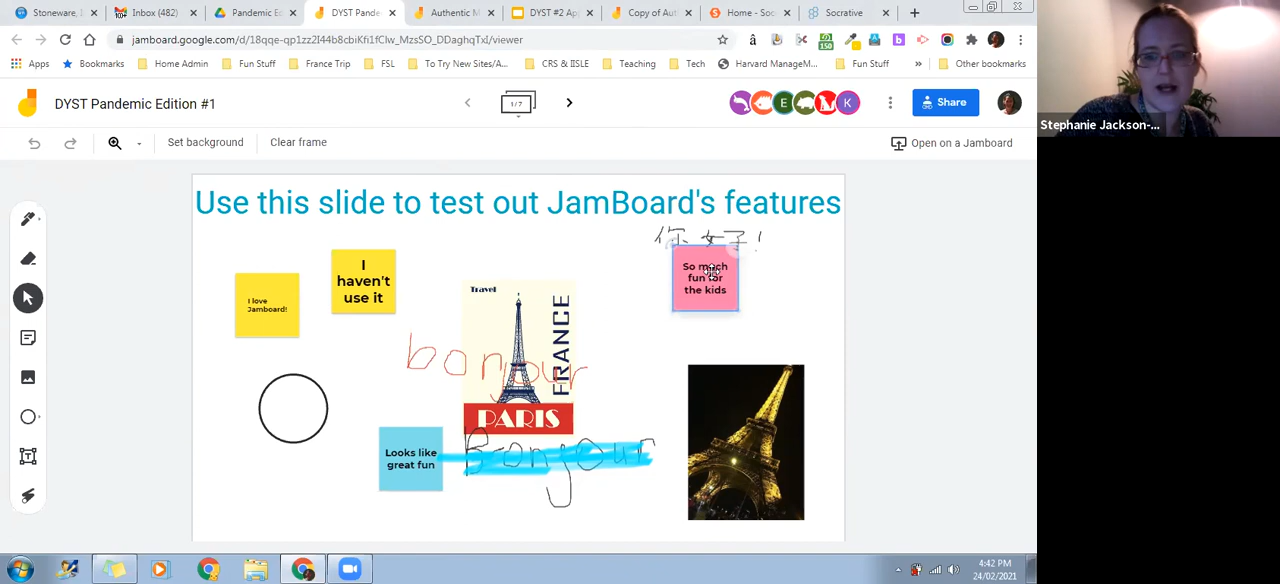 Stoneware, I
Inbox (482)
Pandemic Ed
DYST Pande
Authentic M
DYST #2 Ap
Copy of Aut
Home - Soc
Socrative
jamboard.google.com/d/
/viewer
Apps
Bookmarks
Home Admin
Fun Stuff
France Trip
FSL
To Try New Sites/A...
CRS & IISLE
Teaching
Tech
Harvard ManageM...
Fun Stuff
»
Other bookmarks
150
DYST Pandemic Edition #1
1/7
E
K
Share
Set background
Clear frame
Open on a Jamboard
Stephanie Jackson-...
Use this slide to test out JamBoard's features
你好!
I love
Jamboard!
I
haven't
use it
So much
fun for
the kids
Travel
FRANCE
bonjour
PARIS
Bonjour
Looks like
great fun
4:42 PM
24/02/2021